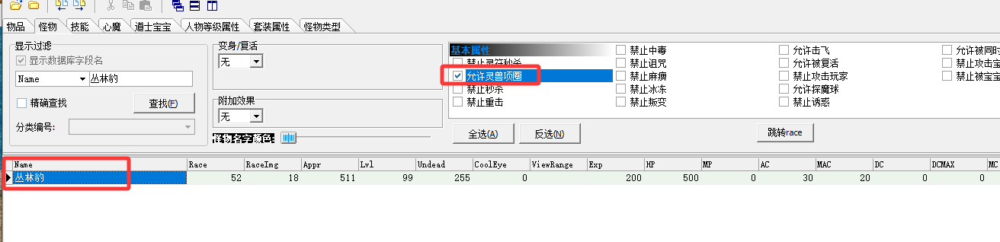 物品 怪物 技能 心魔 道士宝宝 人物等级属性 套装属性 怪物类型
显示过滤
显示数据库字段名
Name 丛林豹
精确查找 查找(F)
分类编号:
变身/复活
无
附加效果
无
怪物名字颜色:
基本属性 禁止中毒 允许击飞 允许被同时
禁止灵符秒杀 禁止诅咒 允许被复活 禁止攻击宝
允许灵兽项圈 禁止麻痹 禁止攻击玩家 禁止被宝宝
禁止秒杀 禁止冰冻 允许探魔球
禁止重击 禁止叛变 禁止诱惑
全选(A) 反选(N) 跳转race
Name Race RaceImg Appr Lvl Undead CoolEye ViewRange Exp HP MP AC MAC DC DCMAX MC
丛林豹 52 18 511 99 255 0 200 500 0 30 20 0 0